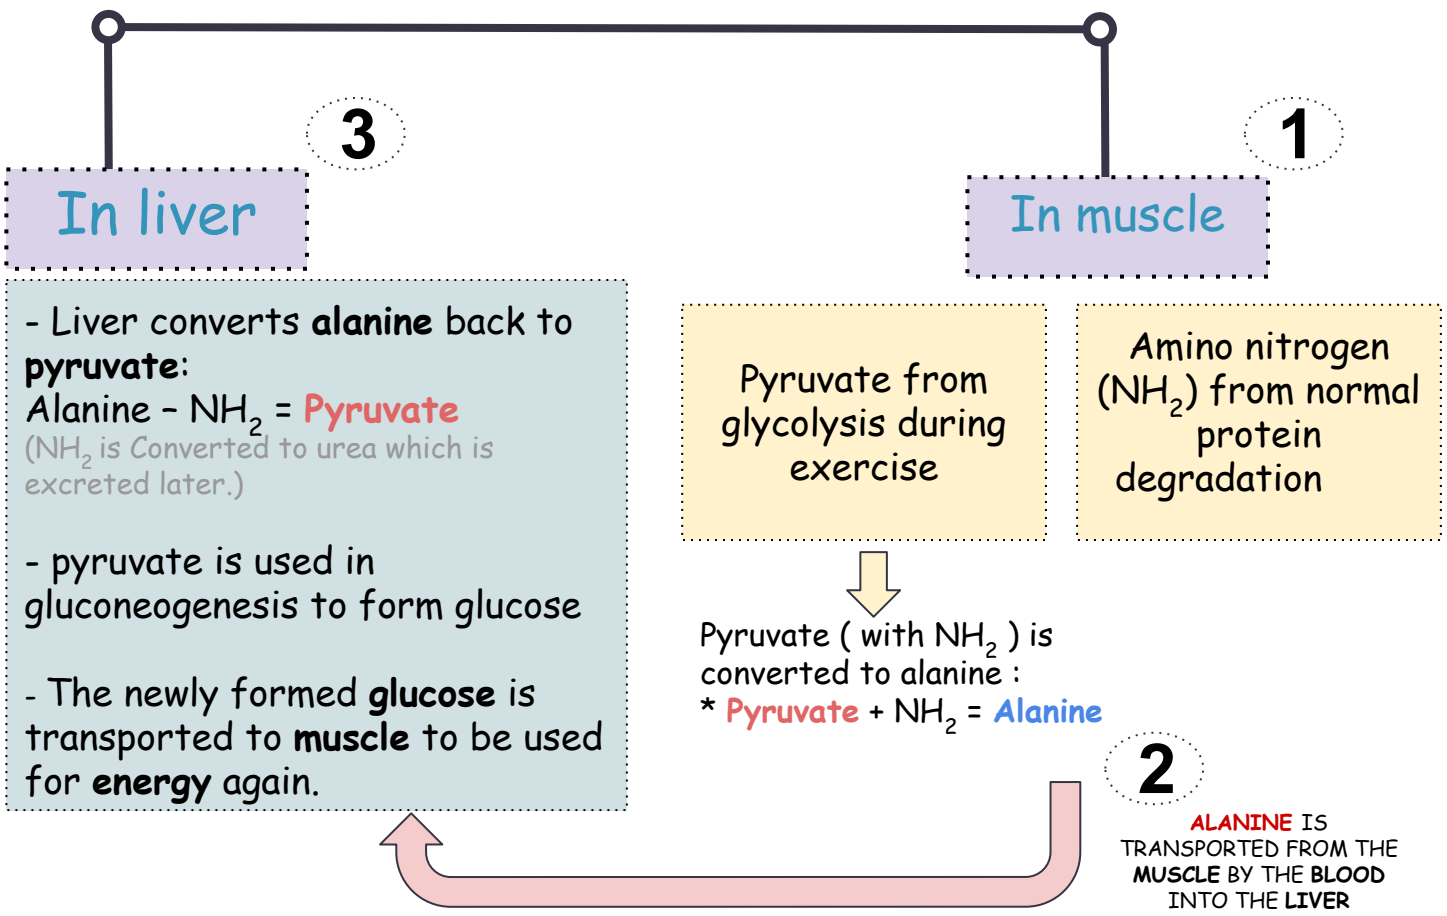 3
In liver
- Liver converts alanine back to
pyruvate:
Alanine – NH2 = Pyruvate
(NH2 is Converted to urea which is
excreted later.)
- pyruvate is used in
gluconeogenesis to form glucose
- The newly formed glucose is
transported to muscle to be used
for energy again.
1
In muscle
Pyruvate from
glycolysis during
exercise
Amino nitrogen
(NH2) from normal
protein
degradation
Pyruvate ( with NH2 ) is
converted to alanine :
* Pyruvate + NH2 = Alanine
2
ALANINE IS
TRANSPORTED FROM THE
MUSCLE BY THE BLOOD
INTO THE LIVER